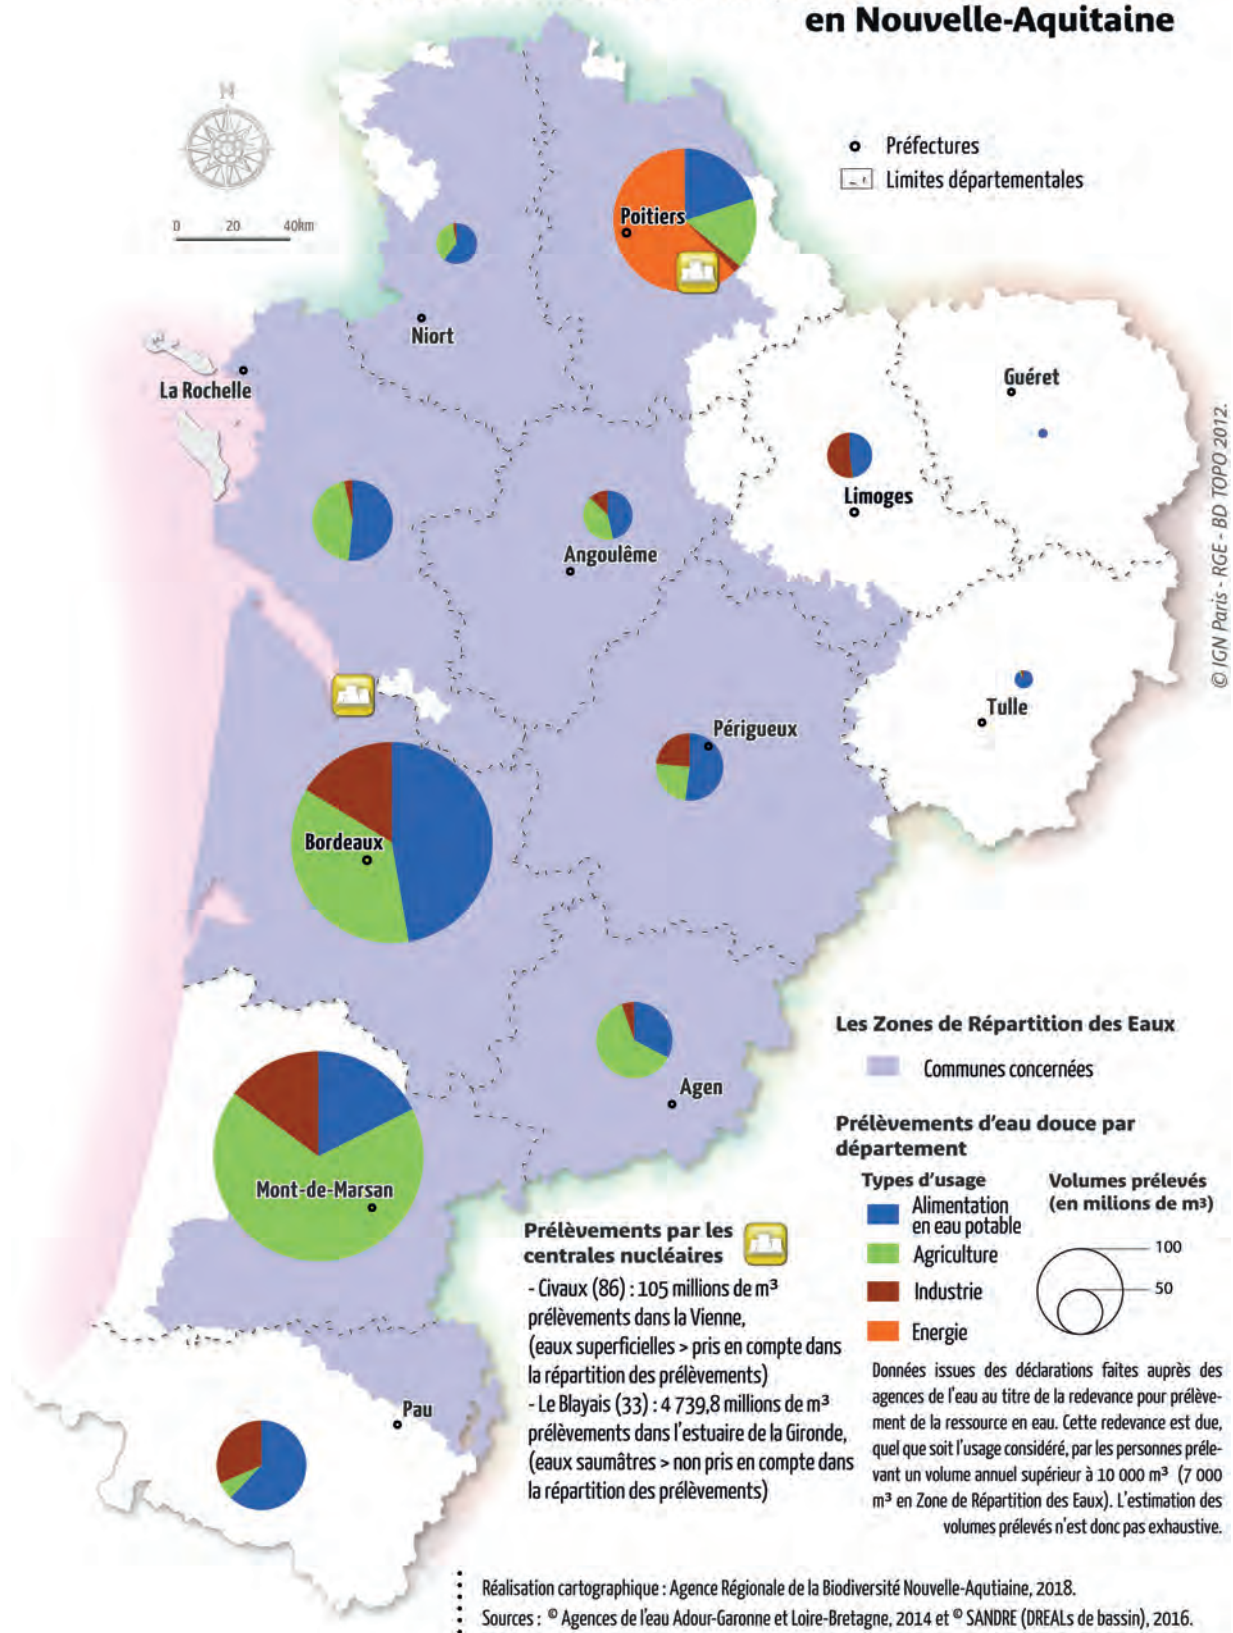 en Nouvelle-Aquitaine
N
0 20 40km
Préfectures
Limites départementales
Poitiers
Niort
La Rochelle
Guéret
Limoges
Angoulême
Tulle
Périgueux
Bordeaux
Agen
Mont-de-Marsan
Pau
© IGN Paris - RGE - BD TOPO 2012.
Les Zones de Répartition des Eaux
Communes concernées
Prélèvements d'eau douce par
département
Types d'usage
Alimentation
en eau potable
Agriculture
Industrie
Energie
Volumes prélevés
(en millions de m³)
100
50
Prélèvements par les
centrales nucléaires
- Civaux (86) : 105 millions de m³
prélèvements dans la Vienne,
(eaux superficielles > pris en compte dans
la répartition des prélèvements)
- Le Blayais (33) : 4 739,8 millions de m³
prélèvements dans l'estuaire de la Gironde,
(eaux saumâtres > non pris en compte dans
la répartition des prélèvements)
Données issues des déclarations faites auprès des
agences de l'eau au titre de la redevance pour prélève-
ment de la ressource en eau. Cette redevance est due,
quel que soit l'usage considéré, par les personnes préle-
vant un volume annuel supérieur à 10 000 m³ (7 000
m³ en Zone de Répartition des Eaux). L'estimation des
volumes prélevés n'est donc pas exhaustive.
Réalisation cartographique : Agence Régionale de la Biodiversité Nouvelle-Aqutiaine, 2018.
Sources : © Agences de l'eau Adour-Garonne et Loire-Bretagne, 2014 et © SANDRE (DREALs de bassin), 2016.